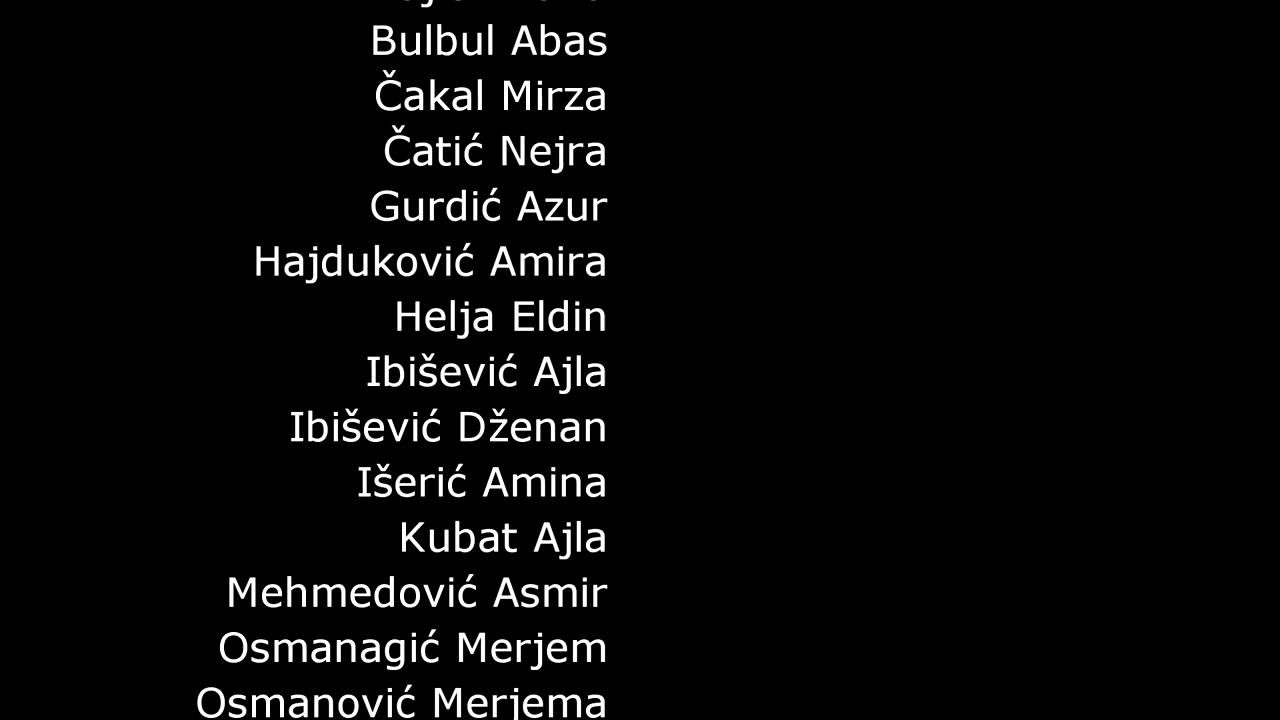 Bulbul Abas
Čakal Mirza
Čatić Nejra
Gurdić Azur
Hajduković Amira
Helja Eldin
Ibišević Ajla
Ibišević Dženan
Išerić Amina
Kubat Ajla
Mehmedović Asmir
Osmanagić Merjem
Osmanović Merjema